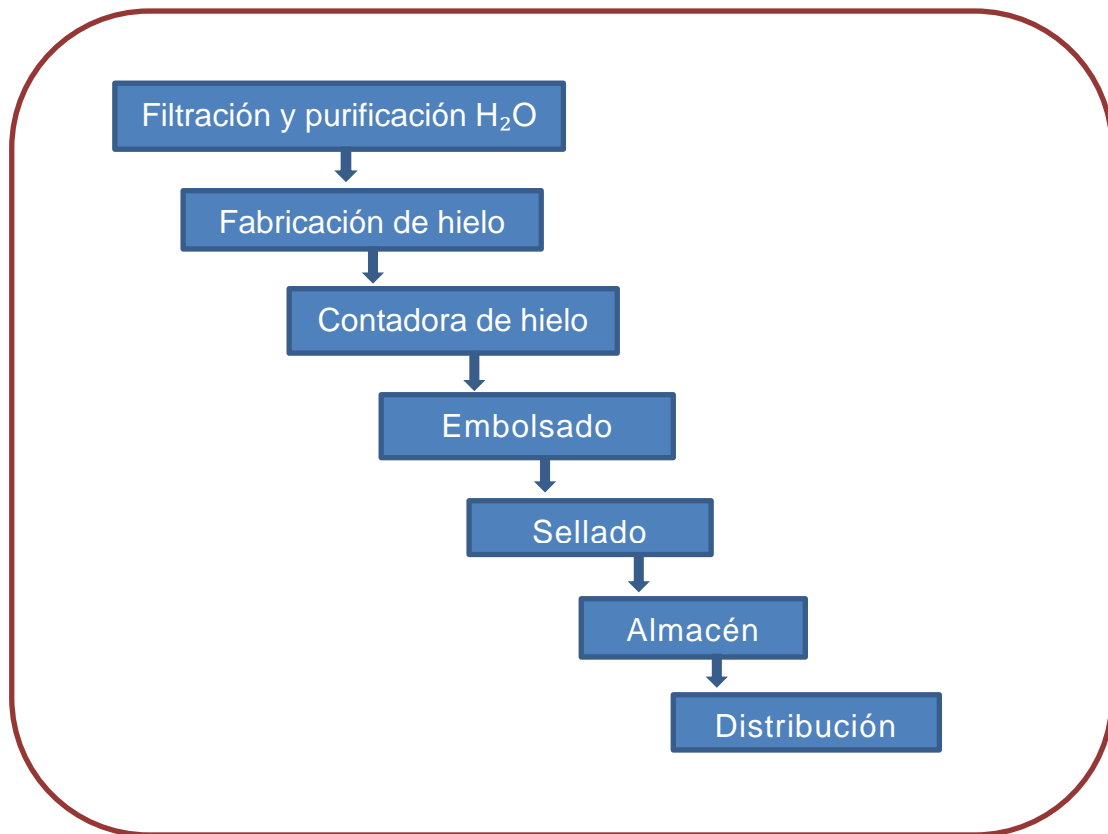 Filtración y purificación H₂O
Fabricación de hielo
Contadora de hielo
Embolsado
Sellado
Almacén
Distribución